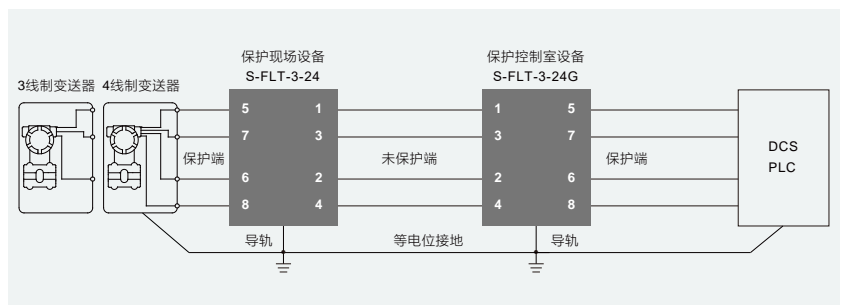 保护现场设备
S-FLT-3-24
保护控制室设备
S-FLT-3-24G
3线制变送器 4线制变送器
5 1
7 3
6 2
8 4
1 5
3 7
2 6
4 8
保护端
未保护端
保护端
DCS
PLC
导轨
等电位接地
导轨